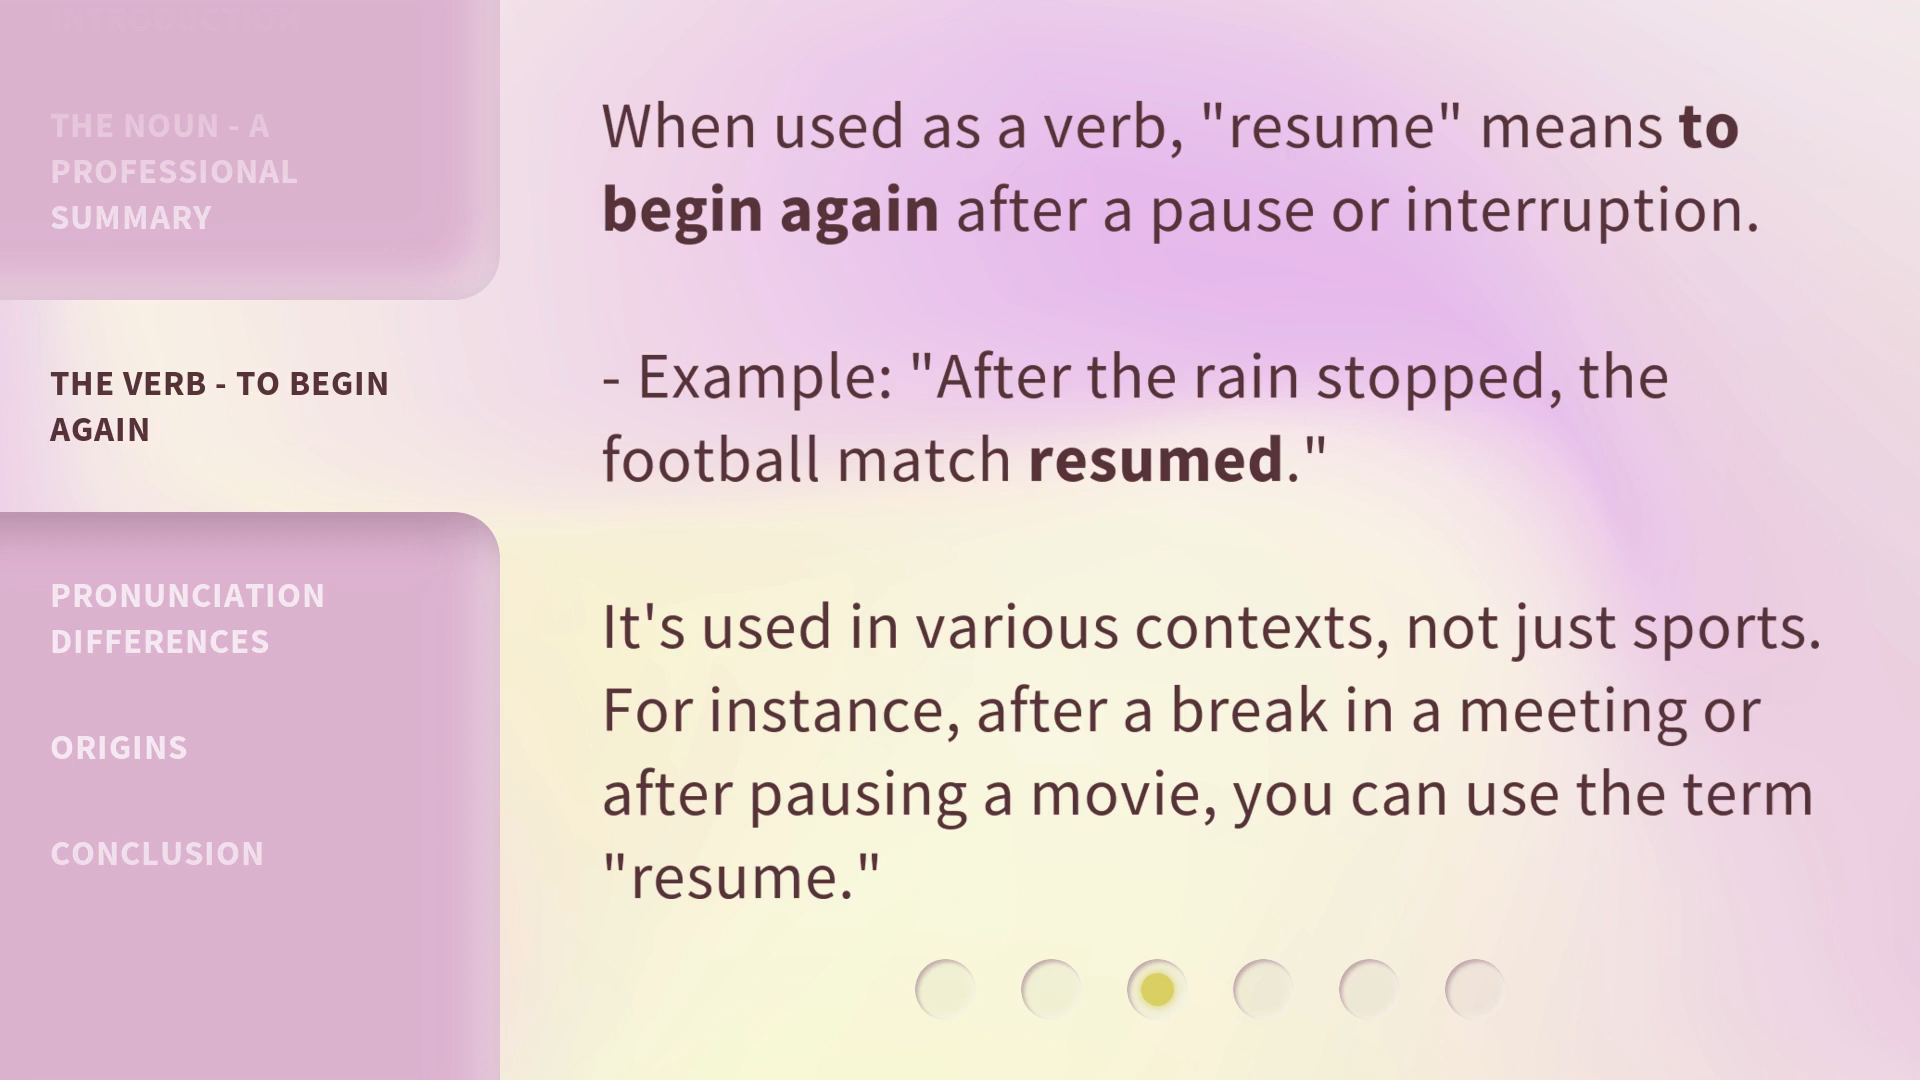 INTRODUCTION
THE NOUN - A
PROFESSIONAL
SUMMARY
THE VERB - TO BEGIN
AGAIN
PRONUNCIATION
DIFFERENCES
ORIGINS
CONCLUSION
When used as a verb, "resume" means to
begin again after a pause or interruption.
- Example: "After the rain stopped, the
football match resumed."
It's used in various contexts, not just sports.
For instance, after a break in a meeting or
after pausing a movie, you can use the term
"resume."